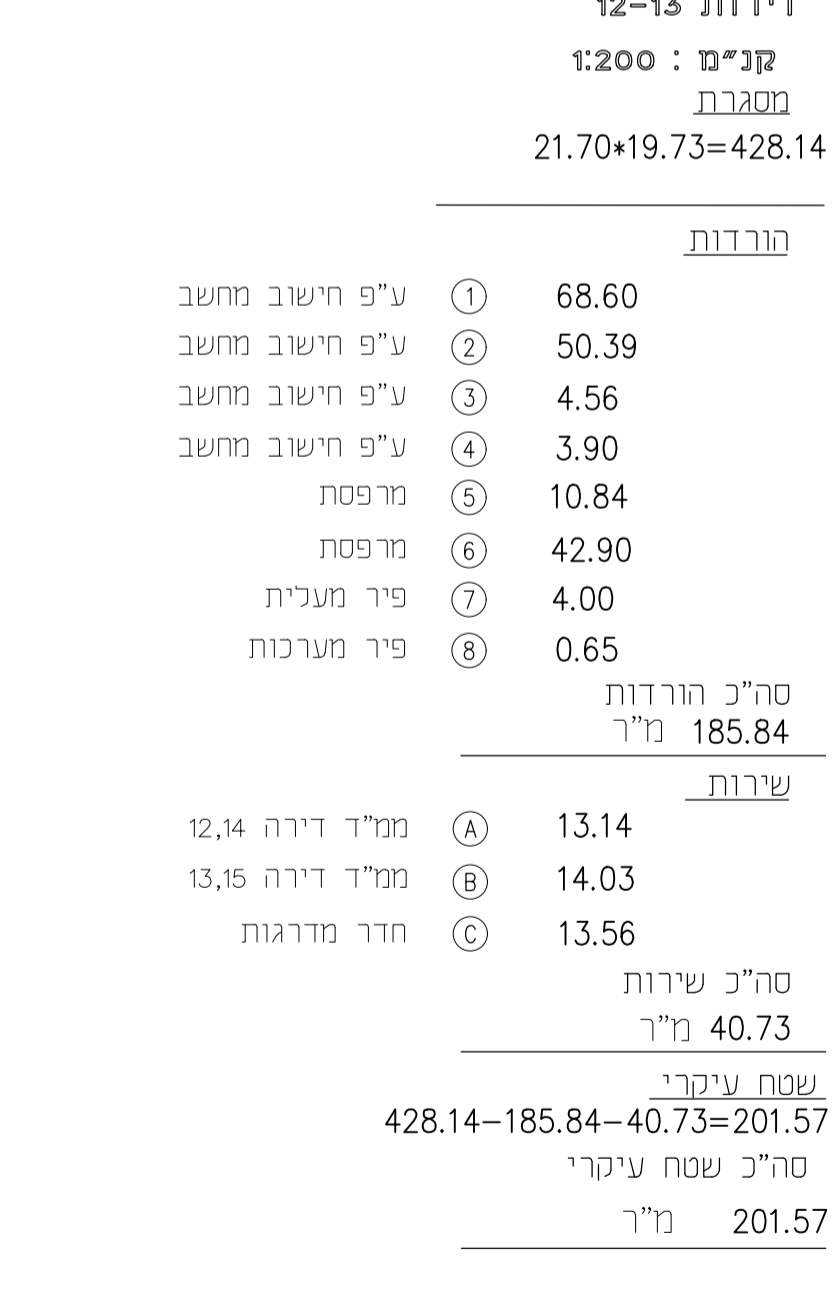 דירות 12-13
קנ"מ : 1:200
מסגרת
21.70*19.73=428.14
הורדות
68.60 1 ע"פ חישוב מחשב
50.39 2 ע"פ חישוב מחשב
4.56 3 ע"פ חישוב מחשב
3.90 4 ע"פ חישוב מחשב
10.84 5 מרפסת
42.90 6 מרפסת
4.00 7 פיר מעלית
0.65 8 פיר מערכות
סה"כ הורדות
185.84 מ"ר
שירות
13.14 A ממ"ד דירה 12,14
14.03 B ממ"ד דירה 13,15
13.56 C חדר מדרגות
סה"כ שירות
40.73 מ"ר
שטח עיקרי
428.14-185.84-40.73=201.57
סה"כ שטח עיקרי
201.57 מ"ר